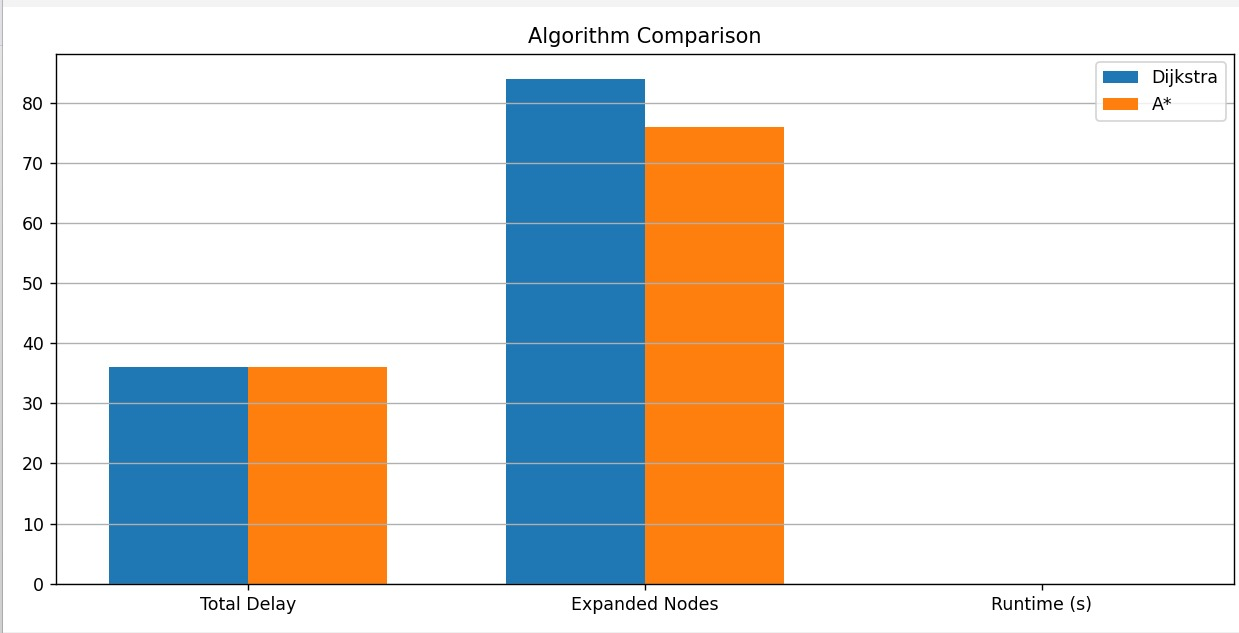 Algorithm Comparison
Dijkstra
A*
80
70
60
50
40
30
20
10
0
Total Delay
Expanded Nodes
Runtime (s)